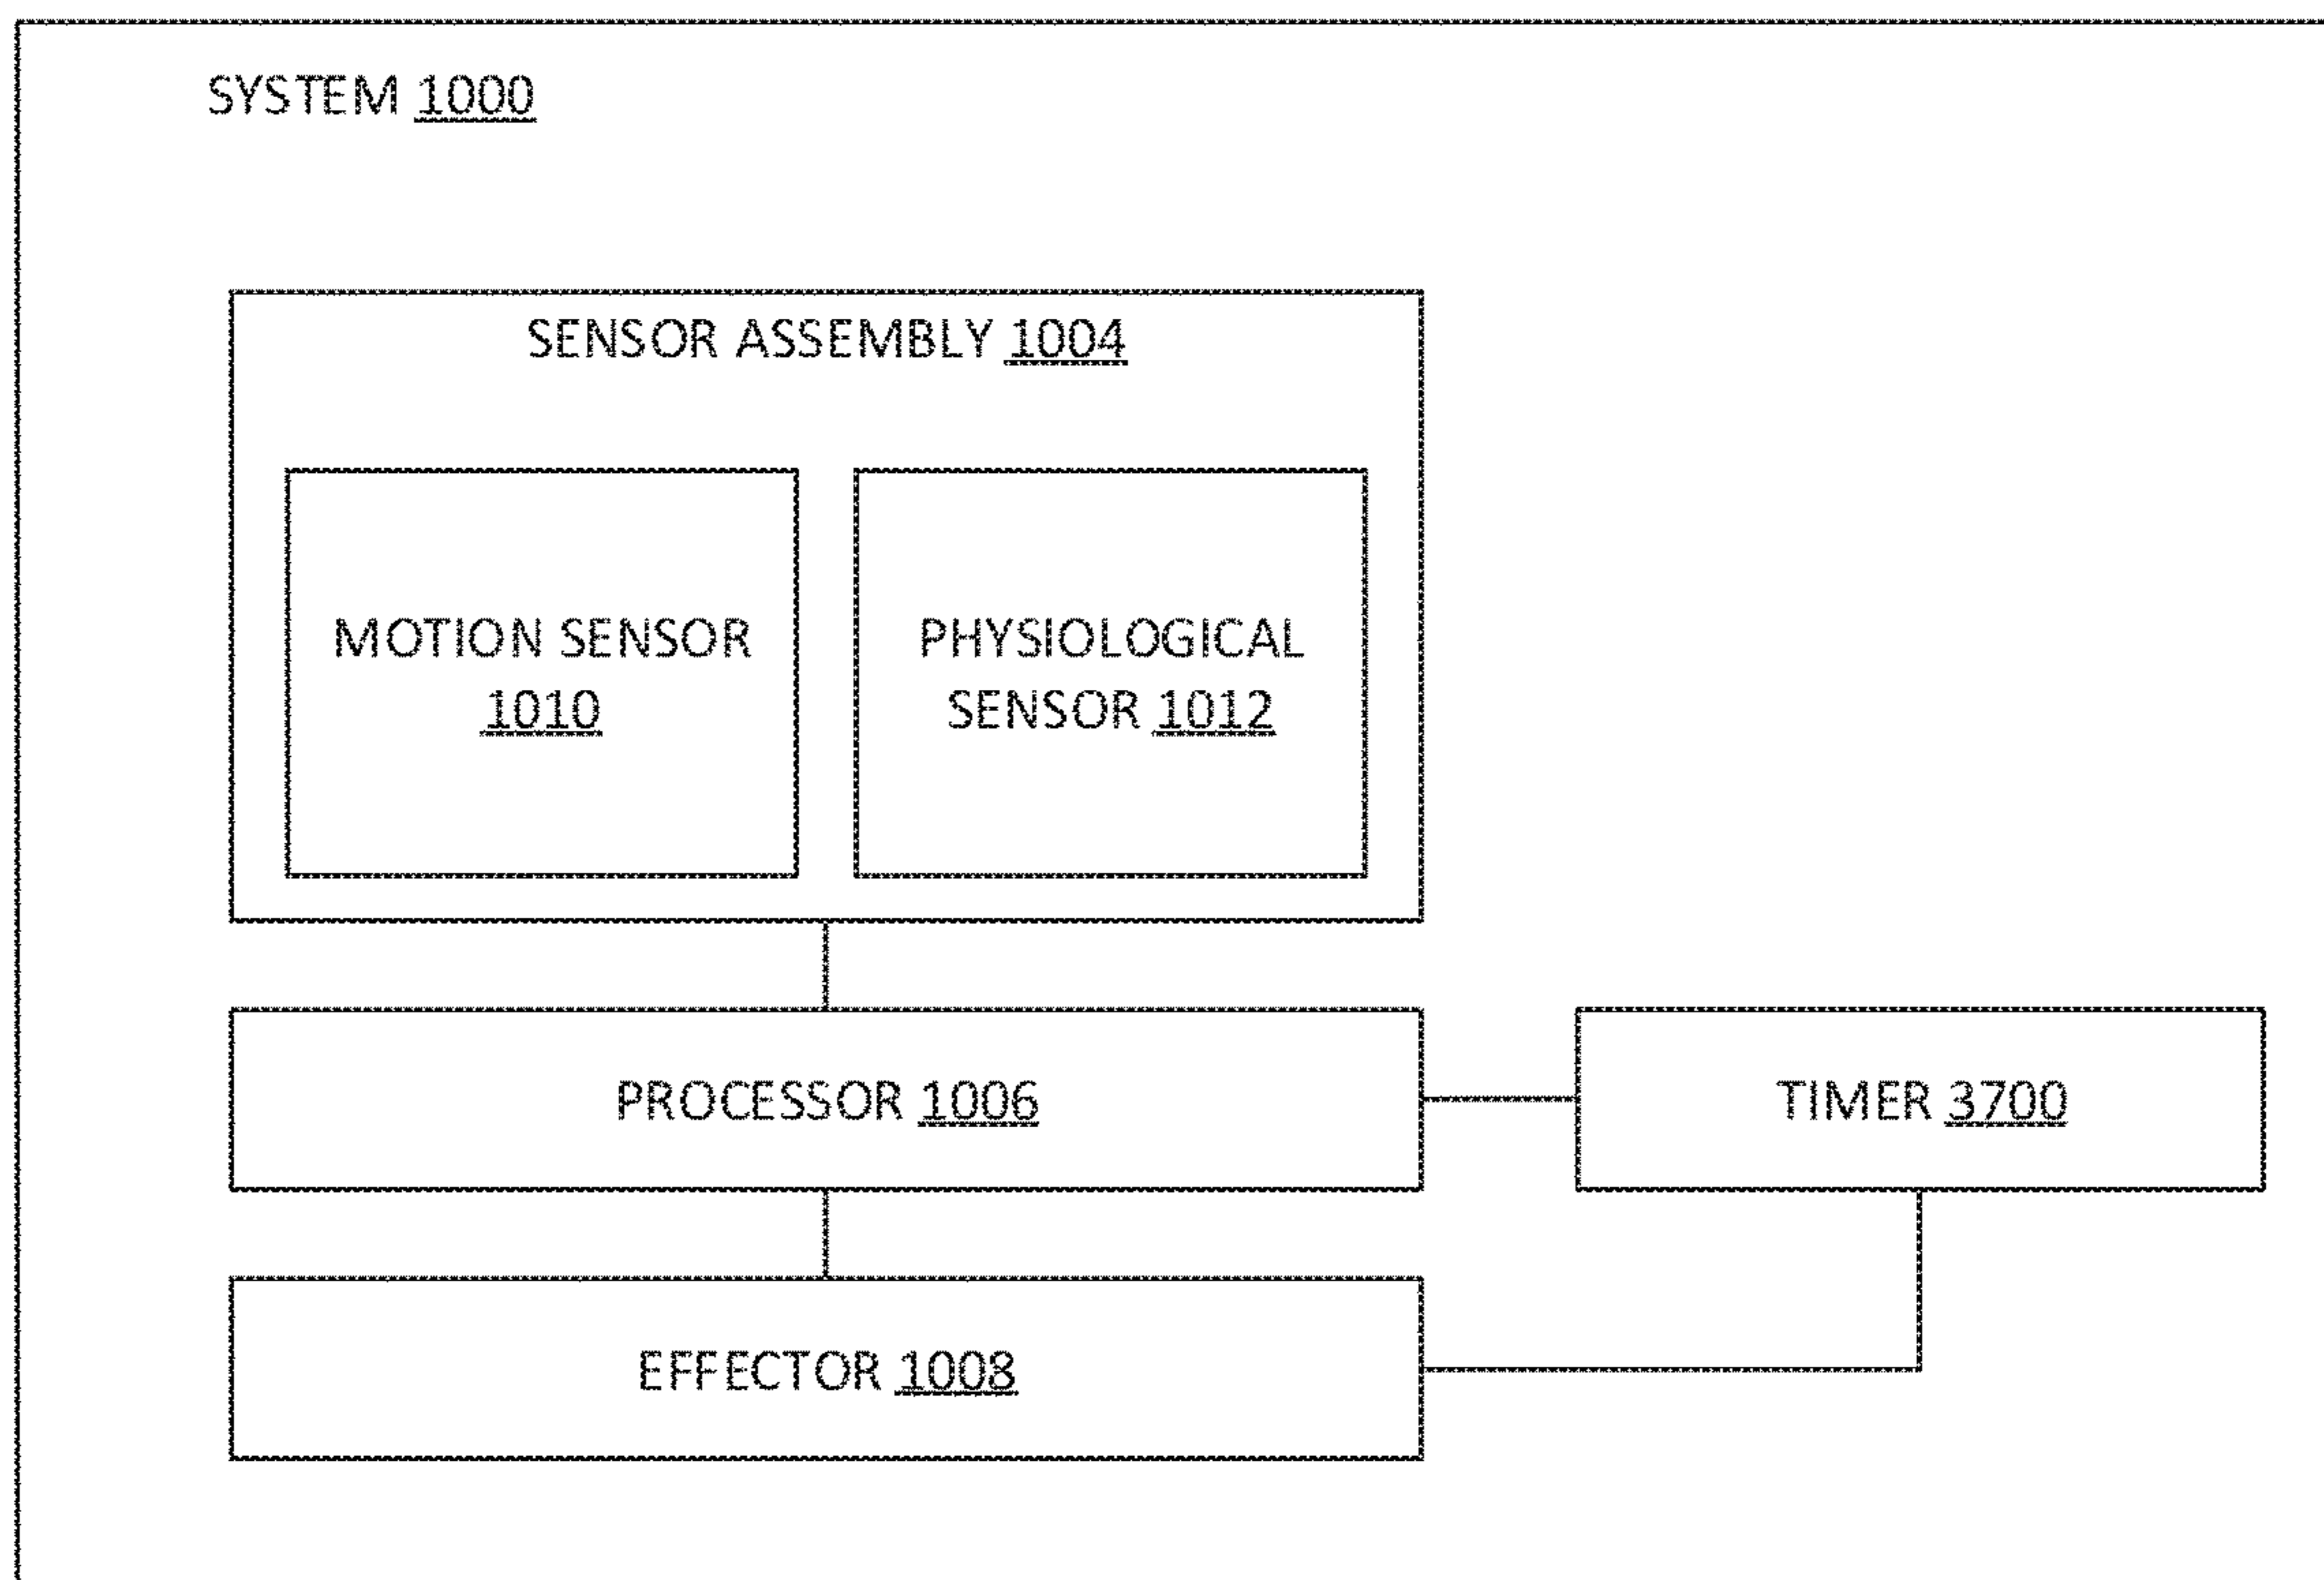 SYSTEM 1000
SENSOR ASSEMBLY 1004
MOTION SENSOR
1010
PHYSIOLOGICAL
SENSOR 1012
PROCESSOR 1006
TIMER 3700
EFFECTOR 1008